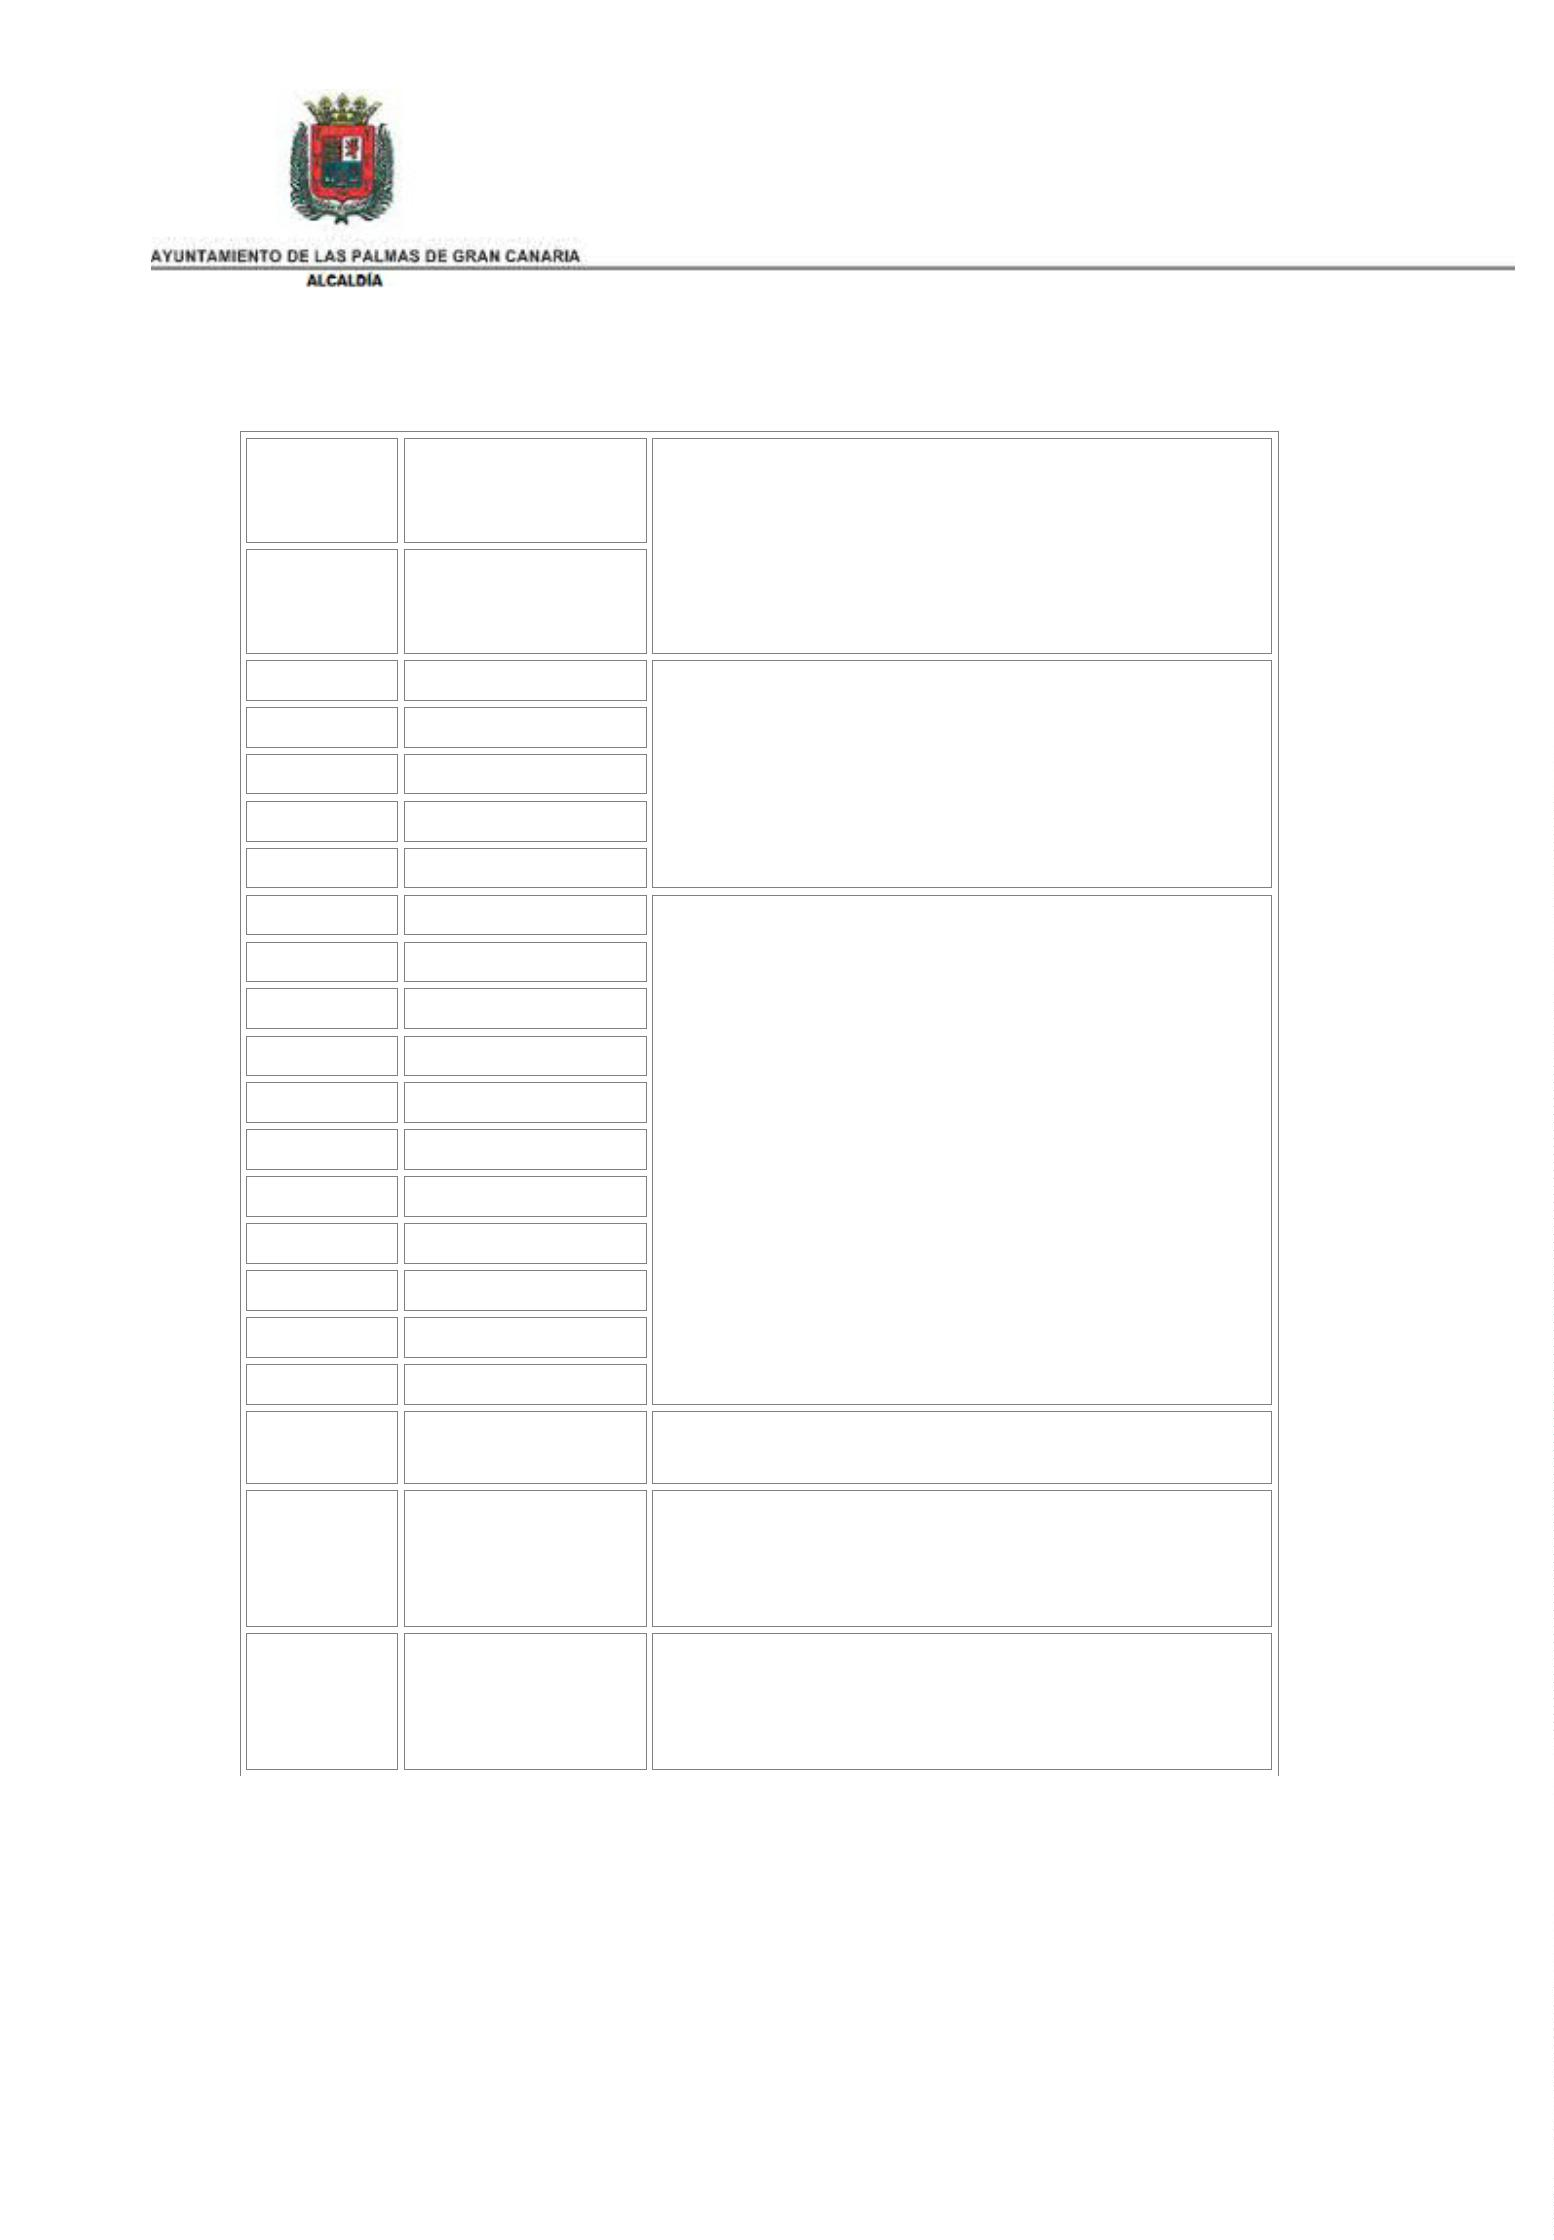 AYUNTAMIENTO DE LAS PALMAS DE GRAN CANARIA
ALCALDÍA